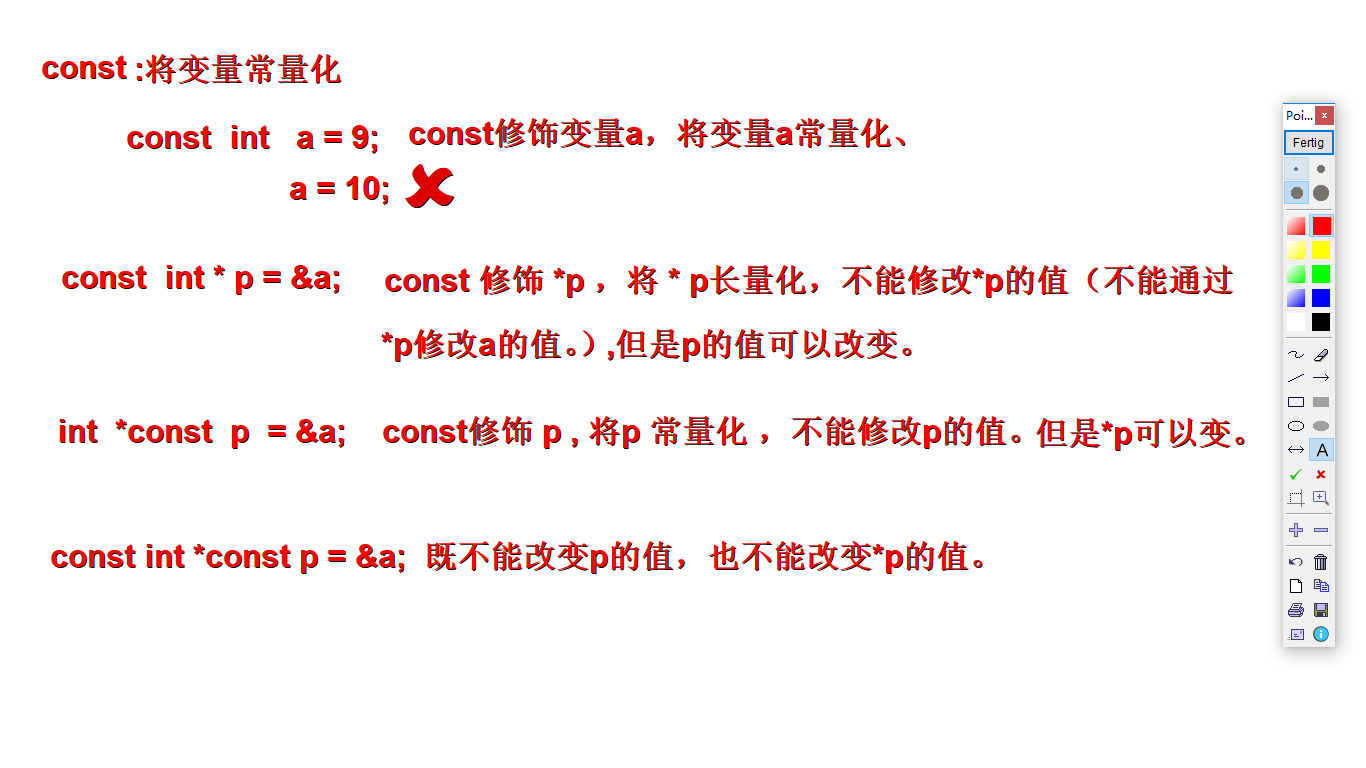 const :将变量常量化
const int a = 9; const修饰变量a，将变量a常量化、
a = 10;
const int * p = &a; const 修饰 *p ，将 * p长量化，不能修改*p的值（不能通过
*p修改a的值。）,但是p的值可以改变。
int *const p = &a; const修饰 p , 将p 常量化 ，不能修改p的值。但是*p可以变。
const int *const p = &a; 既不能改变p的值，也不能改变*p的值。
Poi... x
Fertig
A